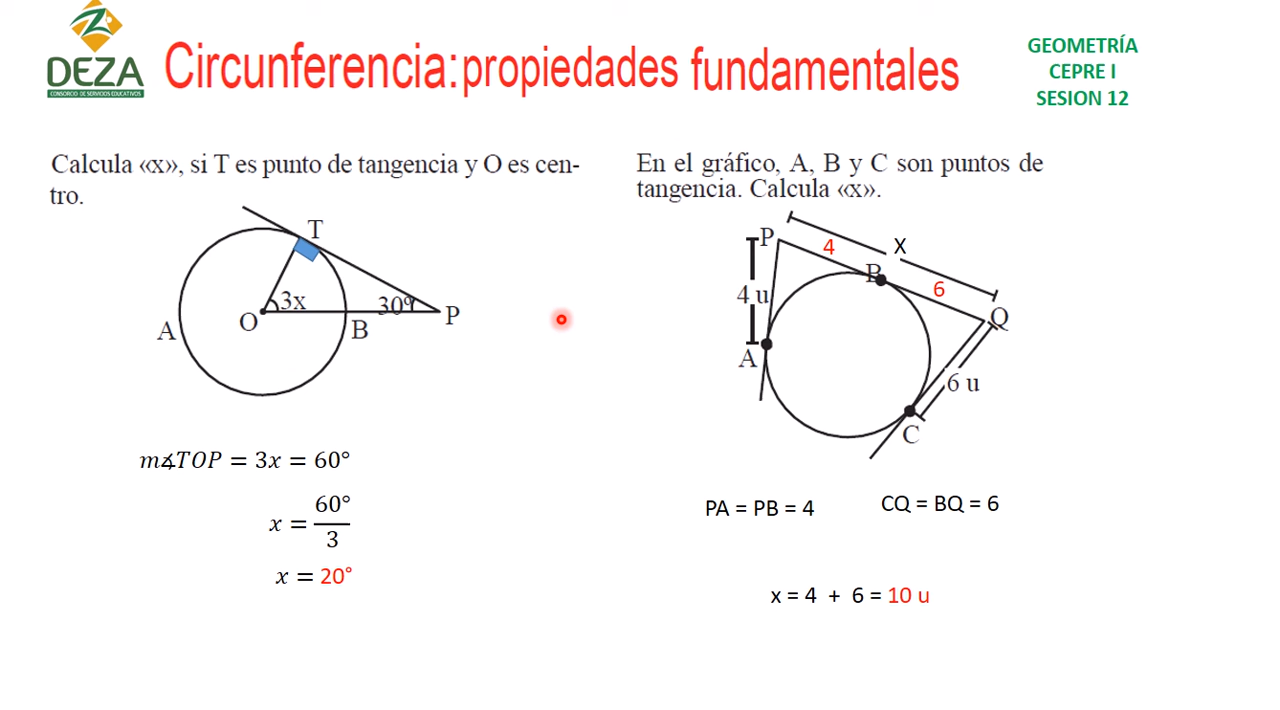 DEZA
CONSORCIO DE SERVICIOS EDUCATIVOS
Circunferencia: propiedades fundamentales
GEOMETRÍA
CEPRE I
SESION 12
Calcula «x», si T es punto de tangencia y O es cen-
tro.
T
3x
30º
O
P
A
B
m∡TOP = 3x = 60°
x = 60°/3
x = 20°
En el gráfico, A, B y C son puntos de
tangencia. Calcula «x».
P
4
X
B
6
4 u
Q
A
6 u
C
PA = PB = 4
CQ = BQ = 6
x = 4 + 6 = 10 u